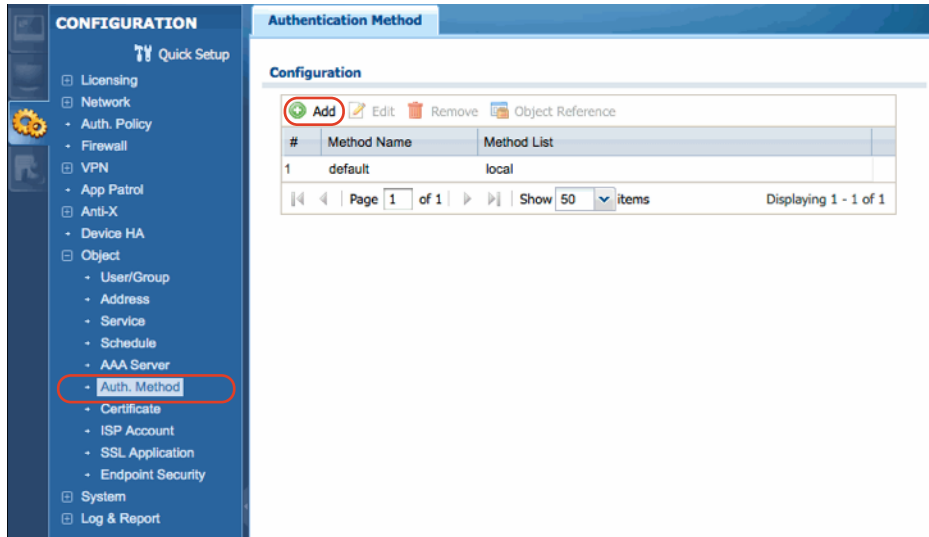 CONFIGURATION
Quick Setup
Licensing
Network
Auth. Policy
Firewall
VPN
App Patrol
Anti-X
Device HA
Object
User/Group
Address
Service
Schedule
AAA Server
Auth. Method
Certificate
ISP Account
SSL Application
Endpoint Security
System
Log & Report
Authentication Method
Configuration
Add Edit Remove Object Reference
# Method Name Method List
1 default local
Page 1 of 1 Show 50 items Displaying 1 - 1 of 1